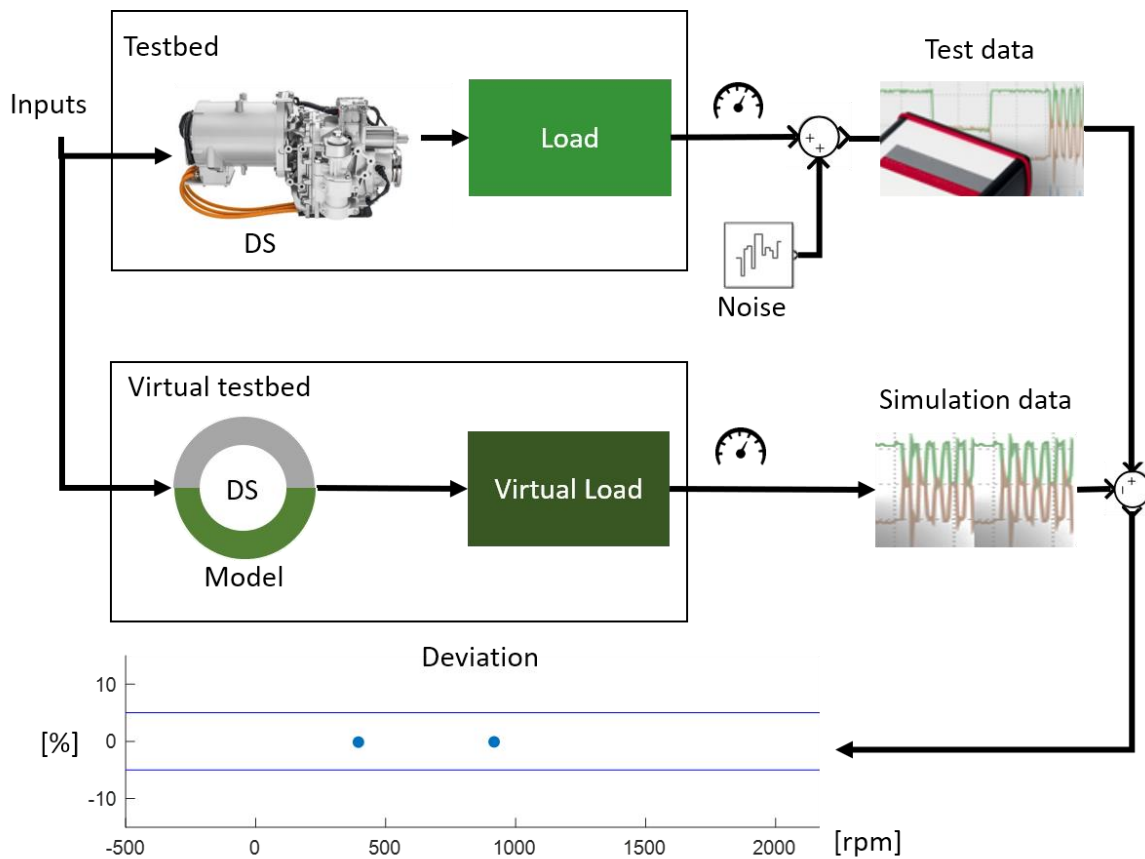 Testbed
Test data
Inputs
Load
+
+
DS
Noise
Virtual testbed
Simulation data
DS
Virtual Load
+
-
Model
Deviation
10
[%]
0
-10
-500
0
500
1000
1500
2000
[rpm]